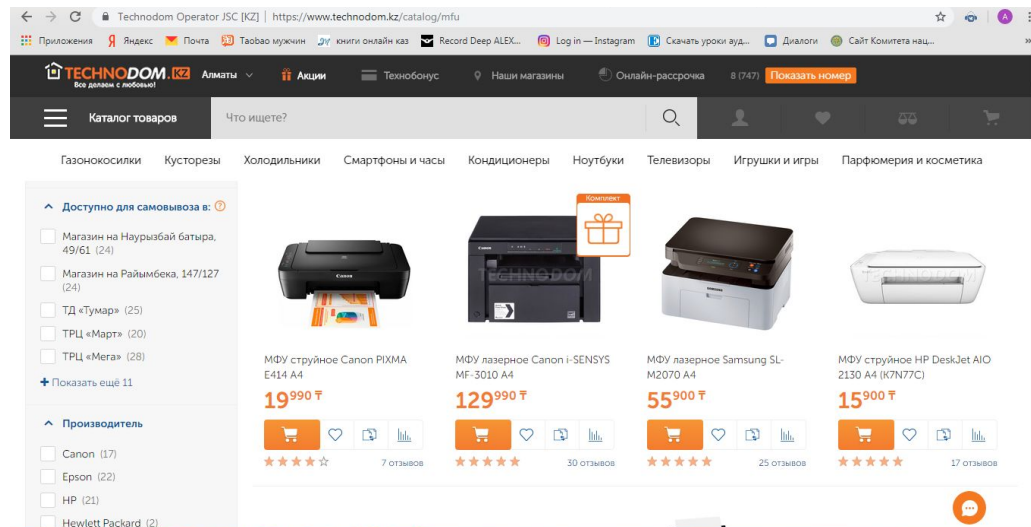 Technodom Operator JSC [KZ] | https://www.technodom.kz/catalog/mfu
Приложения Яндекс Почта Taobao мужчин книги онлайн каз Record Deep ALEX... Log in — Instagram Скачать уроки ауд... Диалоги Сайт Комитета нац...
TECHNODOM.KZ Алматы Акции Технобонус Наши магазины Онлайн-рассрочка 8 (747) Показать номер
Все делаем с любовью!
Каталог товаров Что ищете?
Газонокосилки Кусторезы Холодильники Смартфоны и часы Кондиционеры Ноутбуки Телевизоры Игрушки и игры Парфюмерия и косметика
Доступно для самовывоза в:
Магазин на Наурызбай батыра,
49/61 (24)
Магазин на Райымбека, 147/127
(24)
ТД «Тумар» (25)
ТРЦ «Март» (20)
ТРЦ «Мега» (28)
Показать ещё 11
Производитель
Canon (17)
Epson (22)
HP (21)
Hewlett Packard (2)
Canon
МФУ струйное Canon PIXMA
E414 A4
19 990 ₸
7 отзывов
Комплект
Canon
TECHNODOM
МФУ лазерное Canon i-SENSYS
MF-3010 A4
129 990 ₸
30 отзывов
SAMSUNG
МФУ лазерное Samsung SL-
M2070 A4
55 900 ₸
25 отзывов
TECHNODOM
МФУ струйное HP DeskJet AIO
2130 A4 (K7N77C)
15 900 ₸
17 отзывов